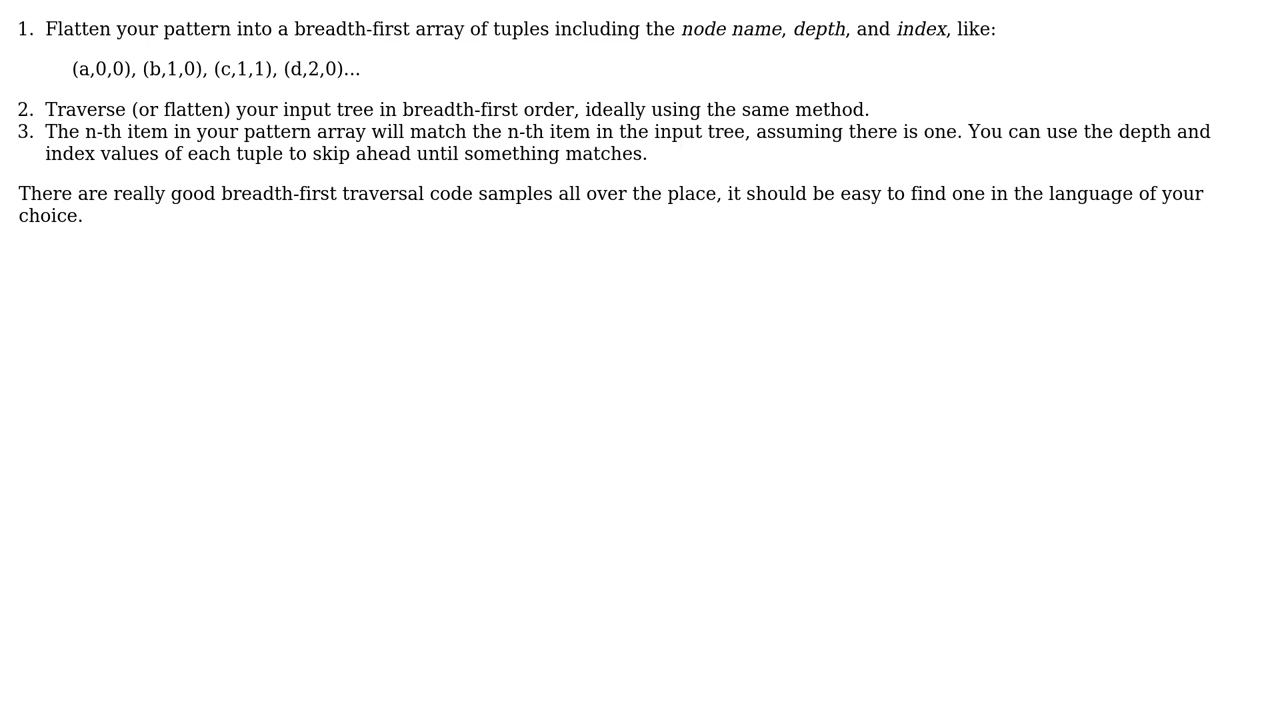 1. Flatten your pattern into a breadth-first array of tuples including the node name, depth, and index, like:
(a,0,0), (b,1,0), (c,1,1), (d,2,0)...
2. Traverse (or flatten) your input tree in breadth-first order, ideally using the same method.
3. The n-th item in your pattern array will match the n-th item in the input tree, assuming there is one. You can use the depth and
index values of each tuple to skip ahead until something matches.
There are really good breadth-first traversal code samples all over the place, it should be easy to find one in the language of your
choice.